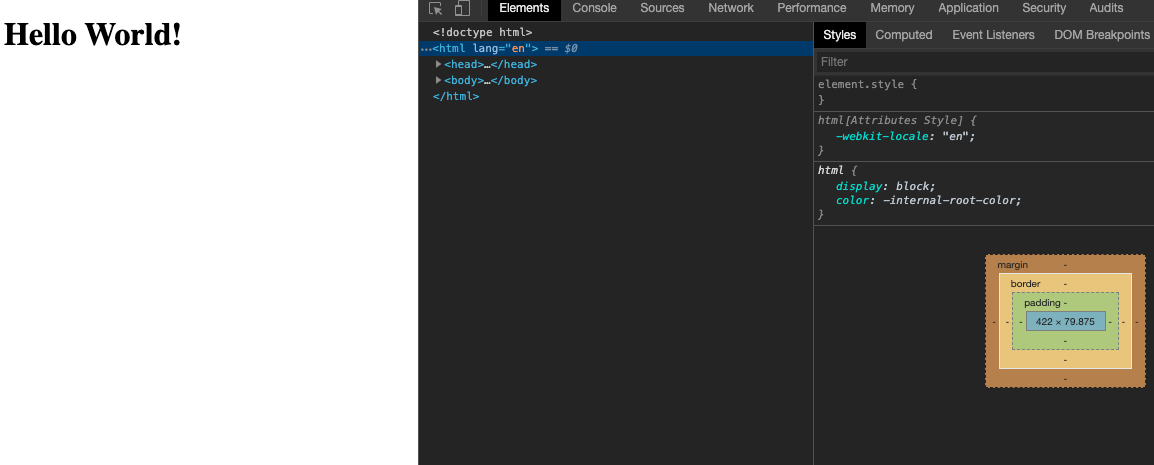 Hello World!
Elements Console Sources Network Performance Memory Application Security Audits
<!doctype html>
…<html lang="en"> == $0
<head>…</head>
<body>…</body>
</html>
Styles Computed Event Listeners DOM Breakpoints
Filter
element.style {
}
html[Attributes Style] {
-webkit-locale: "en";
}
html {
display: block;
color: -internal-root-color;
}
margin -
border -
padding -
- - - 422 × 79.875 - - -
-
-
-